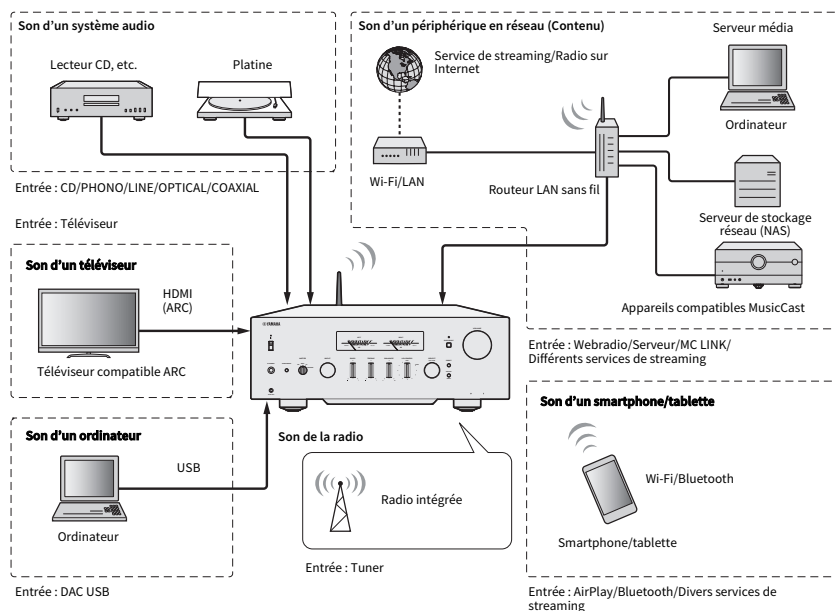 Son d'un système audio
Lecteur CD, etc.
Platine
Entrée : CD/PHONO/LINE/OPTICAL/COAXIAL
Son d'un périphérique en réseau (Contenu)
Service de streaming/Radio sur
Internet
Wi-Fi/LAN
Routeur LAN sans fil
Serveur média
Ordinateur
Serveur de stockage
réseau (NAS)
Appareils compatibles MusicCast
Entrée : Webradio/Serveur/MC LINK/
Différents services de streaming
Entrée : Téléviseur
Son d'un téléviseur
HDMI
(ARC)
Téléviseur compatible ARC
YAMAHA
Son d'un ordinateur
USB
Ordinateur
Entrée : DAC USB
Son de la radio
Radio intégrée
Entrée : Tuner
Son d'un smartphone/tablette
Wi-Fi/Bluetooth
Smartphone/tablette
Entrée : AirPlay/Bluetooth/Divers services de
streaming